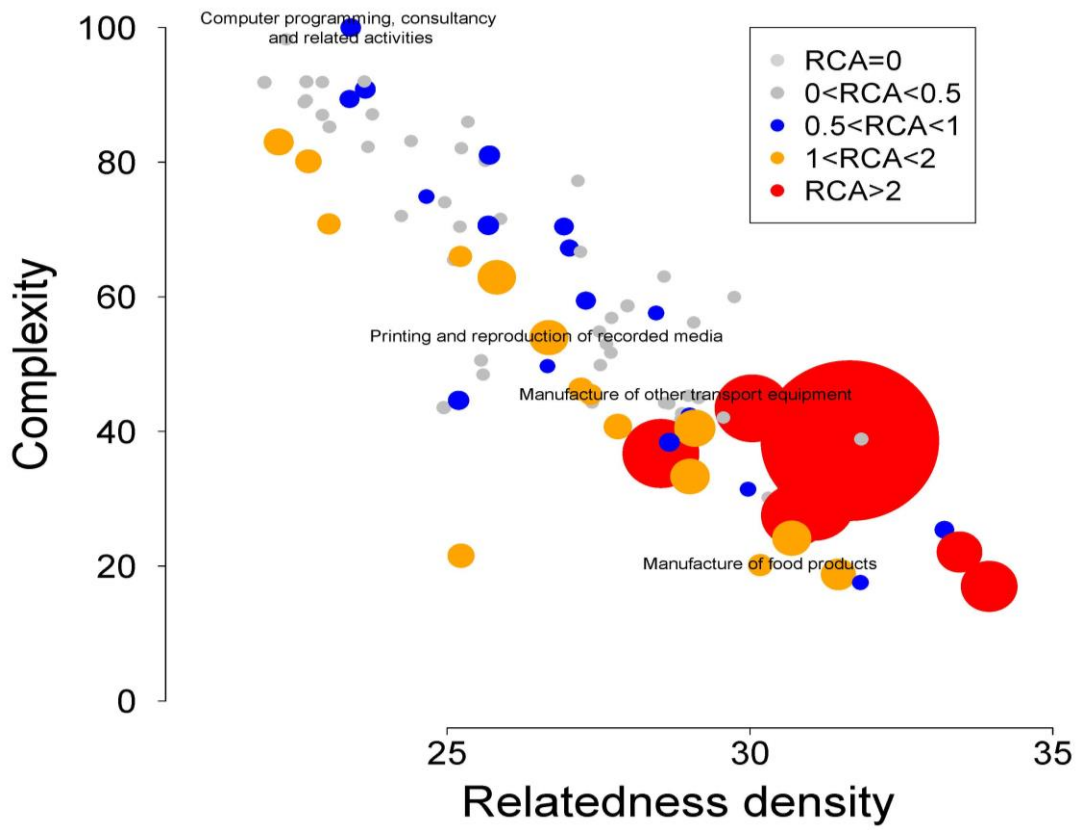 Computer programming, consultancy
and related activities
100
80
60
40
20
0
Complexity
RCA=0
0<RCA<0.5
0.5<RCA<1
1<RCA<2
RCA>2
Printing and reproduction of recorded media
Manufacture of other transport equipment
Manufacture of food products
25
30
35
Relatedness density